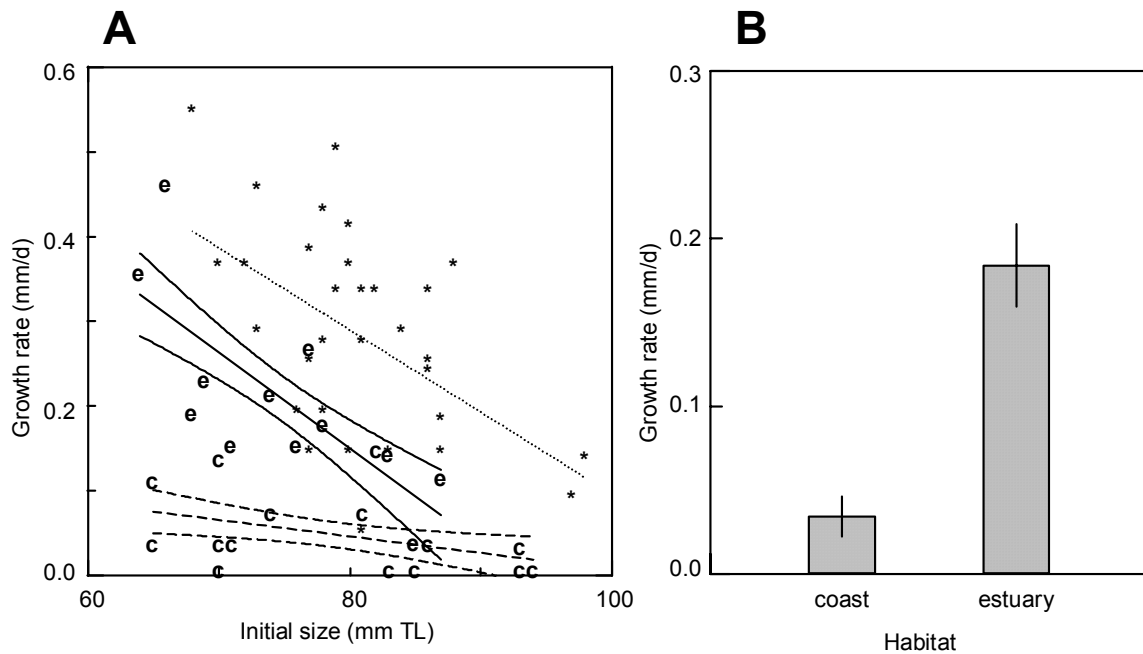 A
B
0.6
0.4
0.2
0.0
Growth rate (mm/d)
60
80
100
Initial size (mm TL)
* * * * * * * * * * * * * * * * * * * * * * * * * * * * * * * * *
e e e e e e e e e e e e e
c c c c c c c c c c c c c c c c
0.3
0.2
0.1
0.0
Growth rate (mm/d)
coast
estuary
Habitat